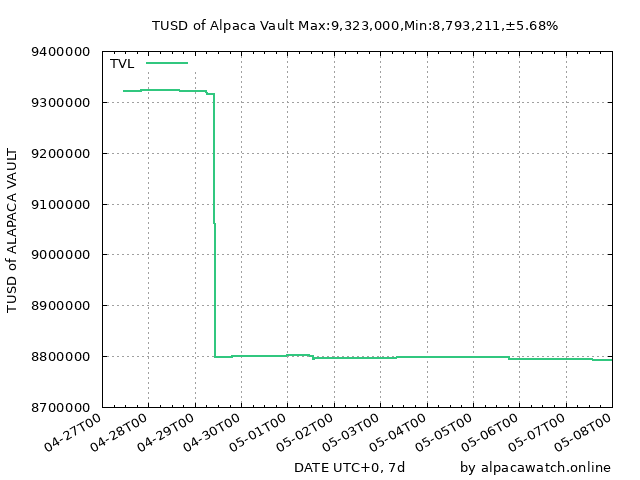 TUSD of Alpaca Vault Max:9,323,000,Min:8,793,211,±5.68%
TVL
9400000
9300000
9200000
9100000
9000000
8900000
8800000
8700000
TUSD of ALAPACA VAULT
04-27T00
04-28T00
04-29T00
04-30T00
05-01T00
05-02T00
05-03T00
05-04T00
05-05T00
05-06T00
05-07T00
05-08T00
DATE UTC+0, 7d
by alpacawatch.online